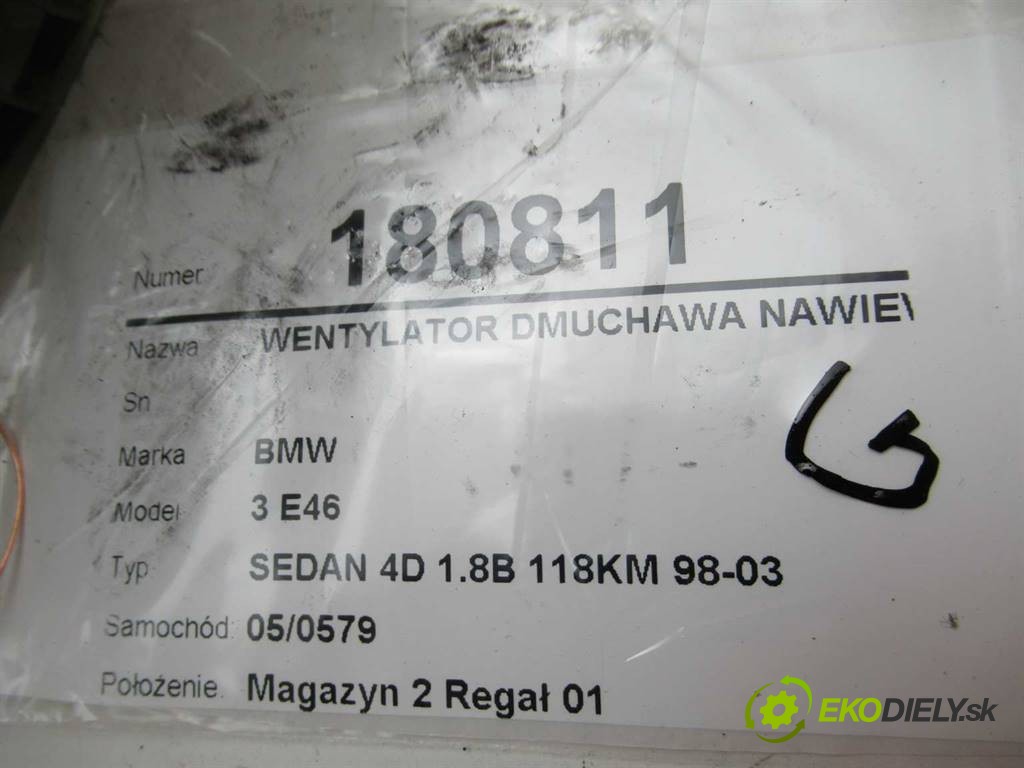 Numer 180811
Nazwa WENTYLATOR DMUCHAWA NAWIEW
Sn
Marka BMW
Model 3 E46
Typ SEDAN 4D 1.8B 118KM 98-03
Samochód: 05/0579
Położenie: Magazyn 2 Regał 01
G
EKODIELY.sk